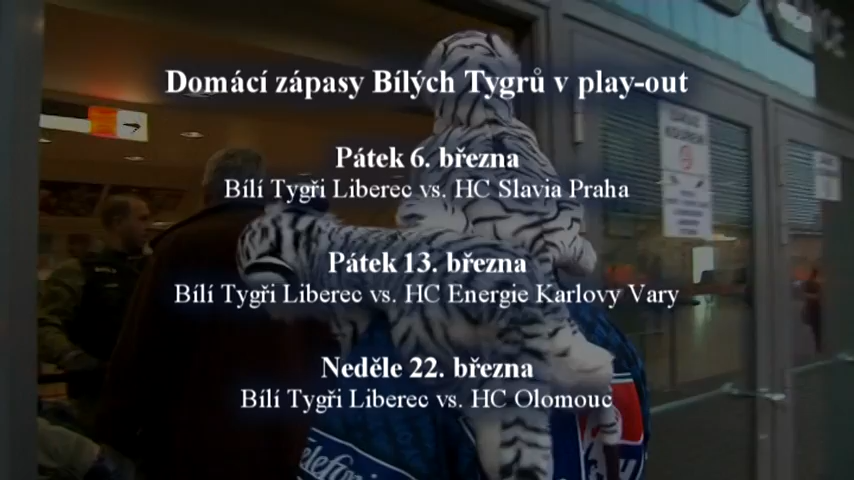 Domácí zápasy Bílých Tygrů v play-out
Pátek 6. března
Bílí Tygři Liberec vs. HC Slavia Praha
Pátek 13. března
Bílí Tygři Liberec vs. HC Energie Karlovy Vary
Neděle 22. března
Bílí Tygři Liberec vs. HC Olomouc